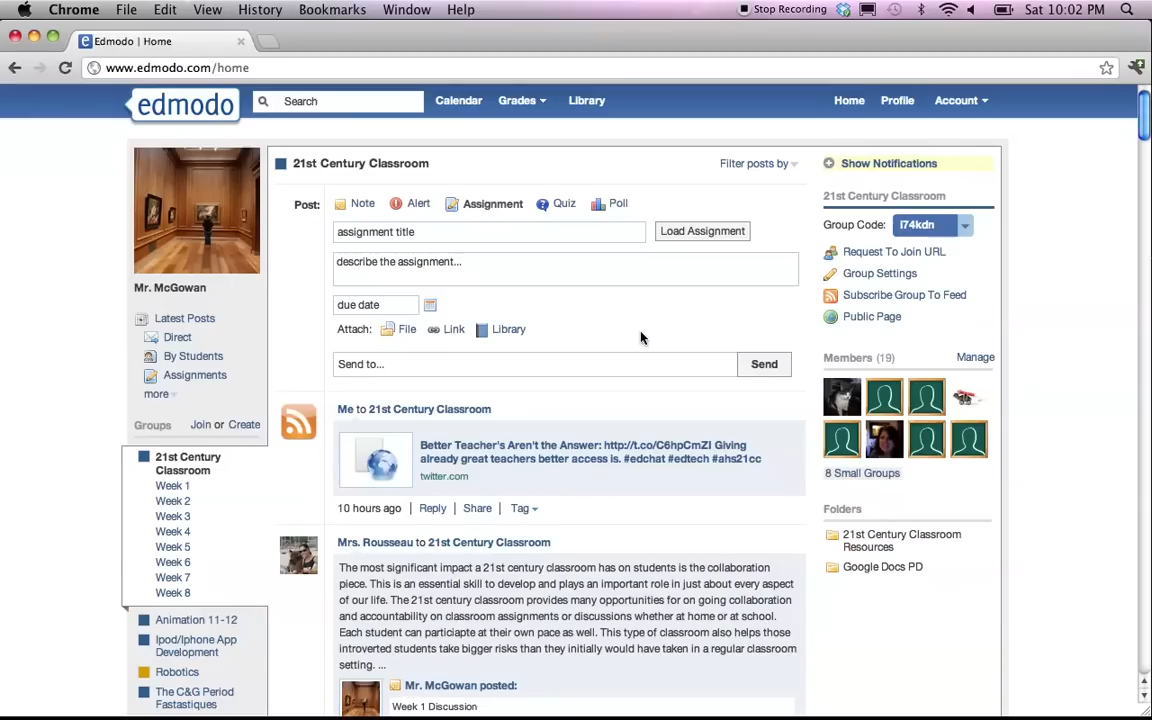 Chrome File Edit View History Bookmarks Window Help Stop Recording Sat 10:02 PM
Edmodo | Home
www.edmodo.com/home
edmodo Search Calendar Grades Library Home Profile Account
21st Century Classroom Filter posts by
Post: Note Alert Assignment Quiz Poll
assignment title Load Assignment
describe the assignment...
due date
Attach: File Link Library
Send to... Send
Mr. McGowan
Latest Posts
Direct
By Students
Assignments
more
Groups Join or Create
21st Century
Classroom
Week 1
Week 2
Week 3
Week 4
Week 5
Week 6
Week 7
Week 8
Animation 11-12
Ipod/Iphone App
Development
Robotics
The C&G Period
Fastastiques
Me to 21st Century Classroom
Better Teacher's Aren't the Answer: http://t.co/C6hpCmZI Giving
already great teachers better access is. #edchat #edtech #ahs21cc
twitter.com
10 hours ago | Reply | Share | Tag
Mrs. Rousseau to 21st Century Classroom
The most significant impact a 21st century classroom has on students is the collaboration
piece. This is an essential skill to develop and plays an important role in just about every aspect
of our life. The 21st century classroom provides many opportunities for on going collaboration
and accountability on classroom assignments or discussions whether at home or at school.
Each student can particiapte at their own pace as well. This type of classroom also helps those
introverted students take bigger risks than they initially would have taken in a regular classroom
setting. ...
Mr. McGowan posted:
Week 1 Discussion
Show Notifications
21st Century Classroom
Group Code: l74kdn
Request To Join URL
Group Settings
Subscribe Group To Feed
Public Page
Members (19) Manage
8 Small Groups
Folders
21st Century Classroom
Resources
Google Docs PD